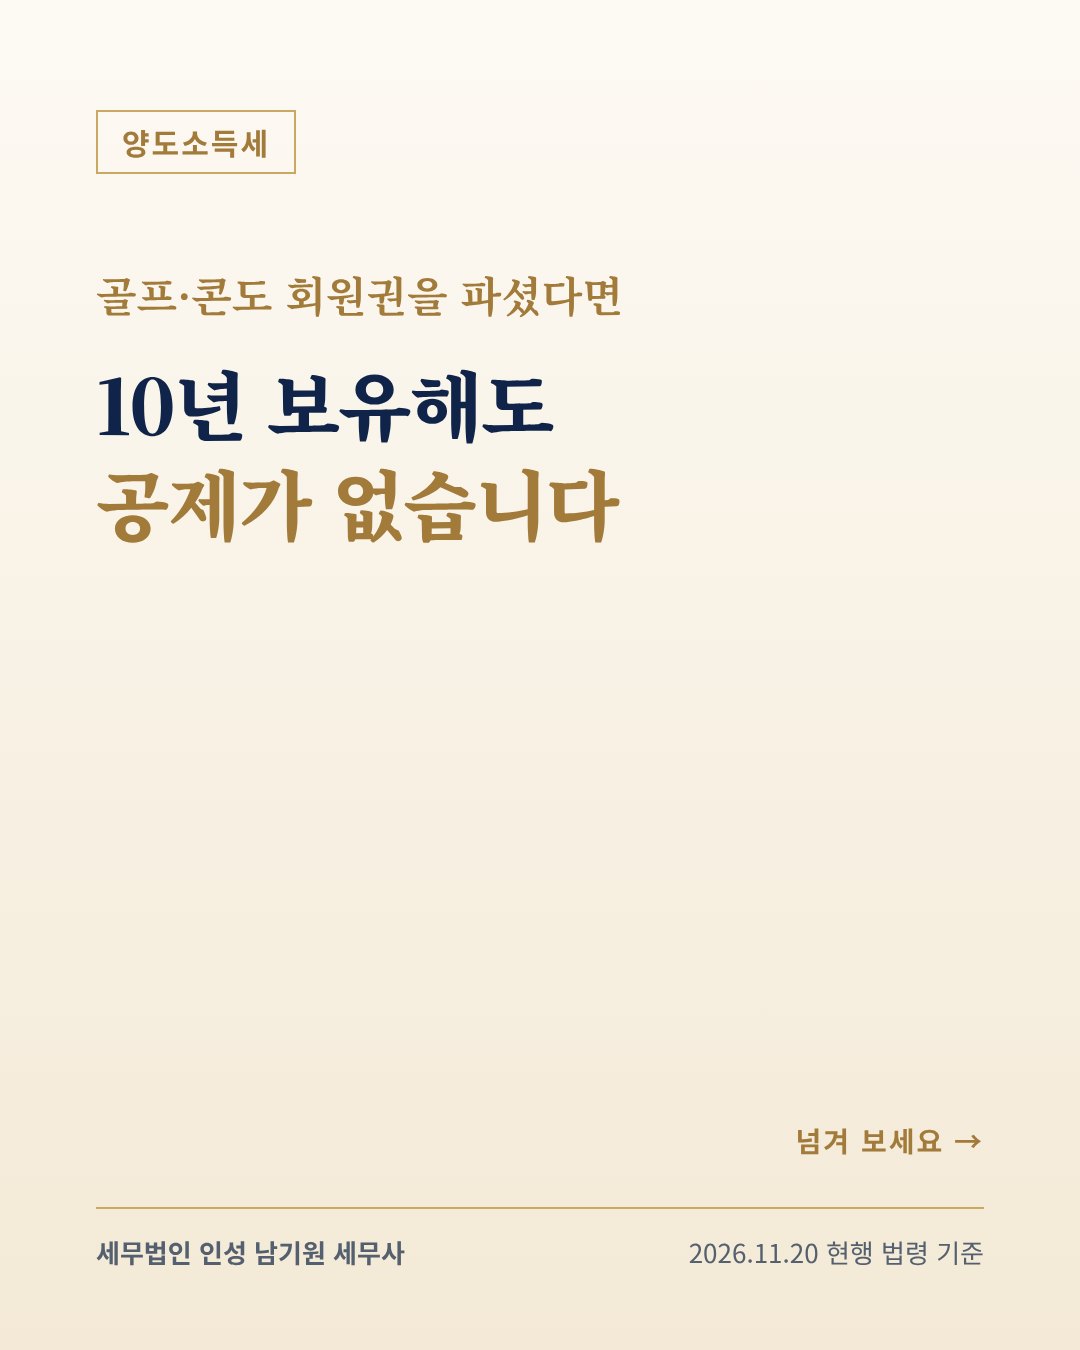 양도소득세
골프·콘도 회원권을 파셨다면
10년 보유해도
공제가 없습니다
넘겨 보세요 →
세무법인 인성 남기원 세무사
2026.11.20 현행 법령 기준